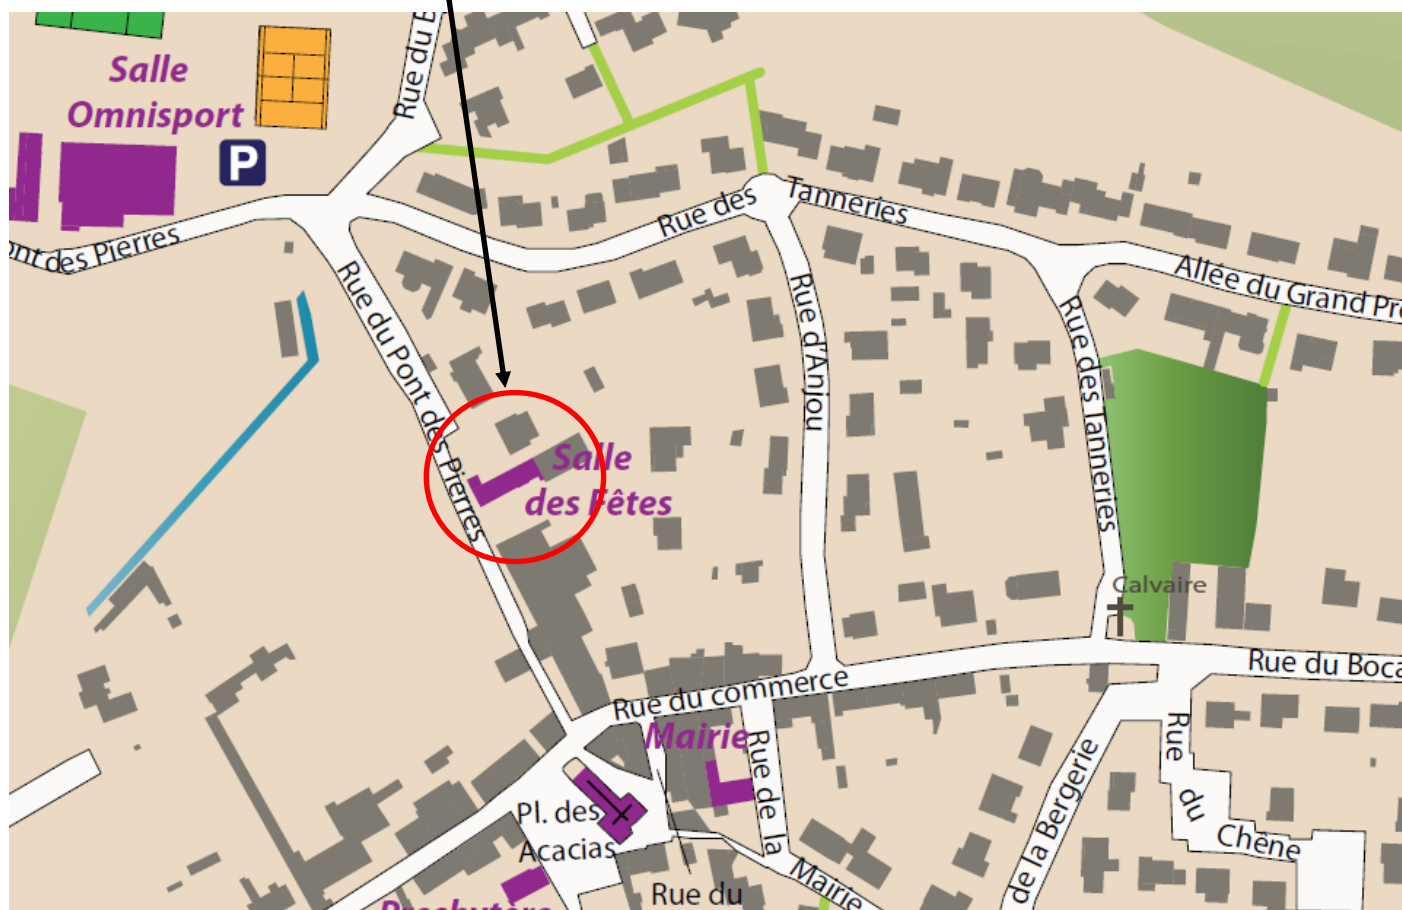 Salle
Omnisport
P
Rue du B
ont des Pierres
Rue des
Tanneries
Allée du Grand Pré
Rue du Pont des Pierres
Rue d'Anjou
Rue des Tanneries
Salle
des Fêtes
Calvaire
Rue du commerce
Rue du Boca
Mairie
Rue de la
Mairie
Pl. des
Acacias
Rue du
de la Bergerie
Rue
du
Chêne
Presbytère